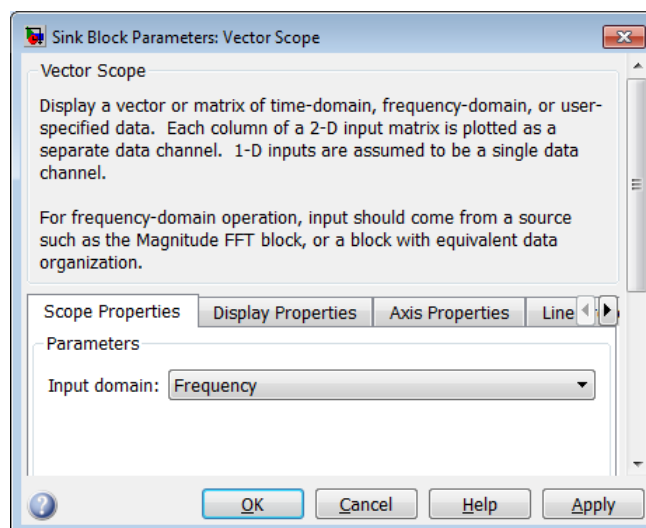 Sink Block Parameters: Vector Scope
Vector Scope
Display a vector or matrix of time-domain, frequency-domain, or user-
specified data.  Each column of a 2-D input matrix is plotted as a
separate data channel.  1-D inputs are assumed to be a single data
channel.
For frequency-domain operation, input should come from a source
such as the Magnitude FFT block, or a block with equivalent data
organization.
Scope Properties Display Properties Axis Properties Line
Parameters
Input domain: Frequency
OK Cancel Help Apply